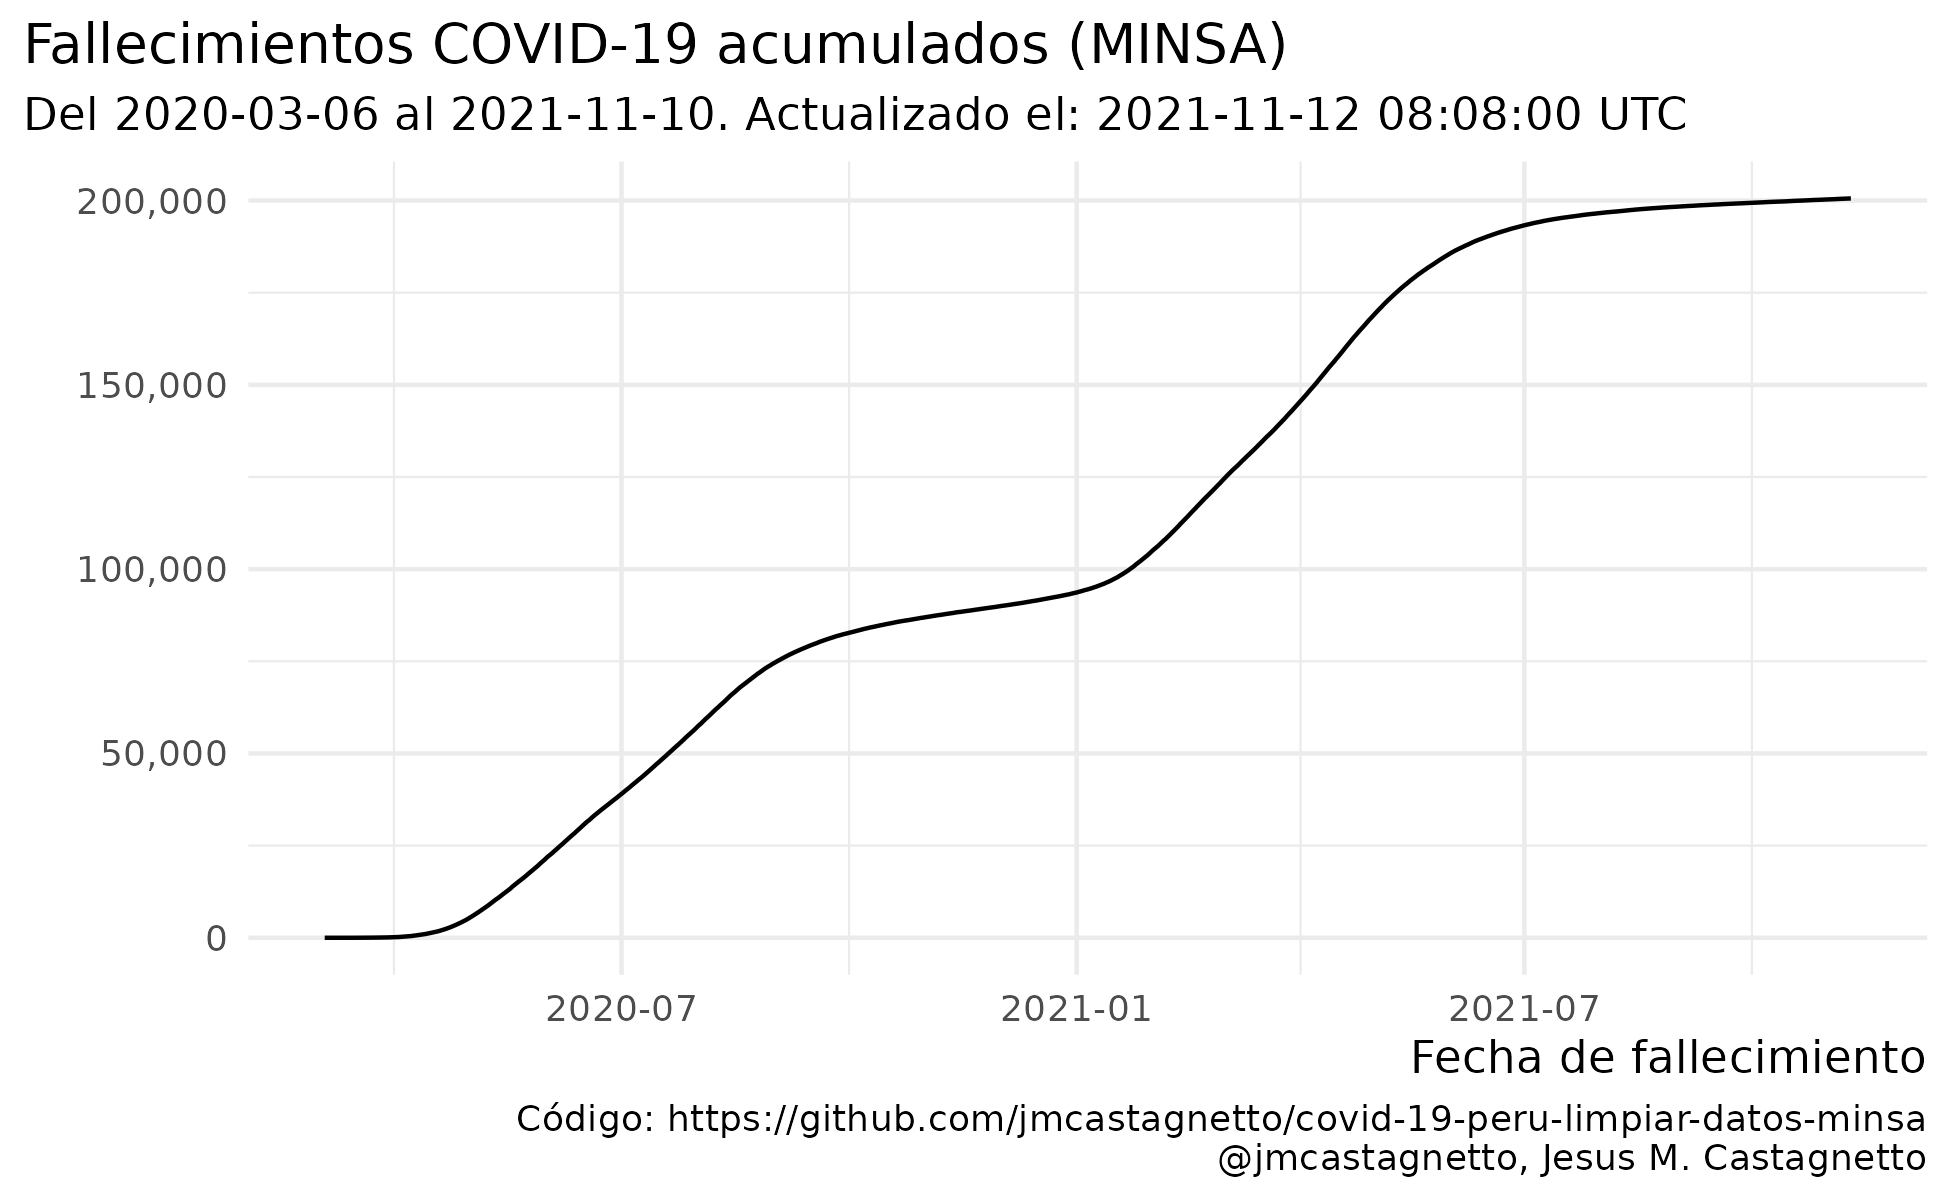 Fallecimientos COVID-19 acumulados (MINSA)
Del 2020-03-06 al 2021-11-10. Actualizado el: 2021-11-12 08:08:00 UTC
200,000
150,000
100,000
50,000
0
2020-07 2021-01 2021-07
Fecha de fallecimiento
Código: https://github.com/jmcastagnetto/covid-19-peru-limpiar-datos-minsa
@jmcastagnetto, Jesus M. Castagnetto